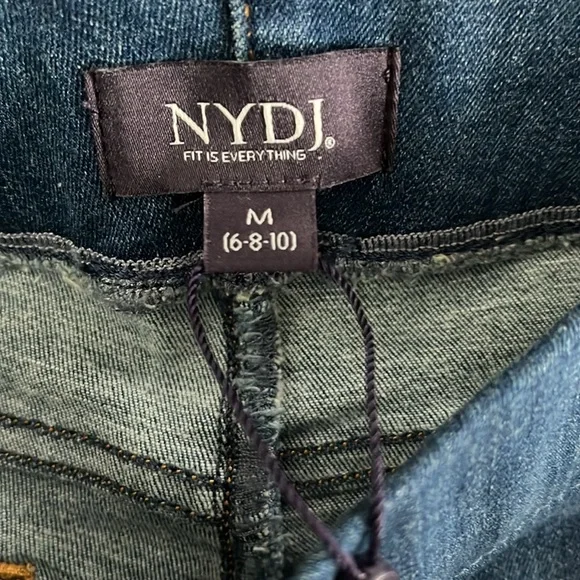 NYDJ®
FIT IS EVERYTHING
M
(6-8-10)